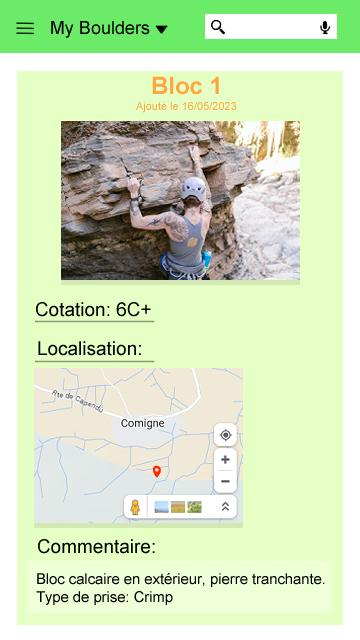 My Boulders
Bloc 1
Ajouté le 16/05/2023
Cotation: 6C+
Localisation:
Rte de Capendu
Comigne
Commentaire:
Bloc calcaire en extérieur, pierre tranchante.
Type de prise: Crimp